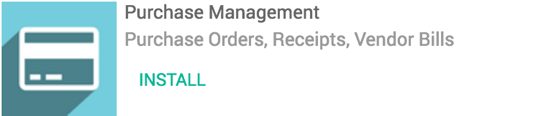 Purchase Management
Purchase Orders, Receipts, Vendor Bills
INSTALL